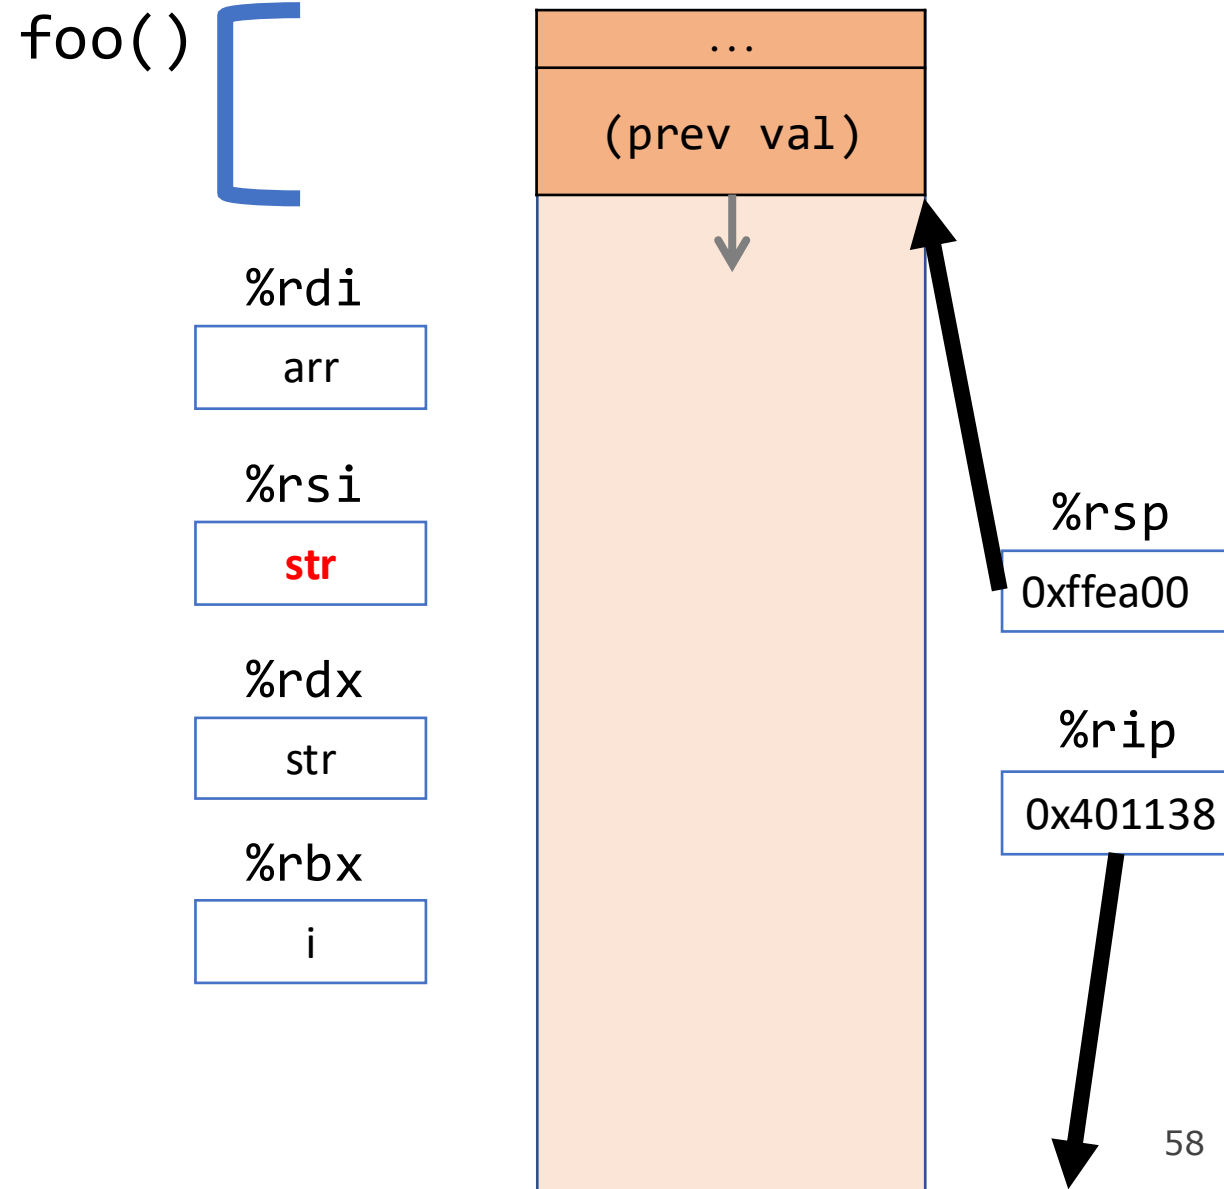 foo()
...
(prev val)
%rdi
arr
%rsi
str
%rsp
0xffea00
%rdx
str
%rip
0x401138
%rbx
i
58